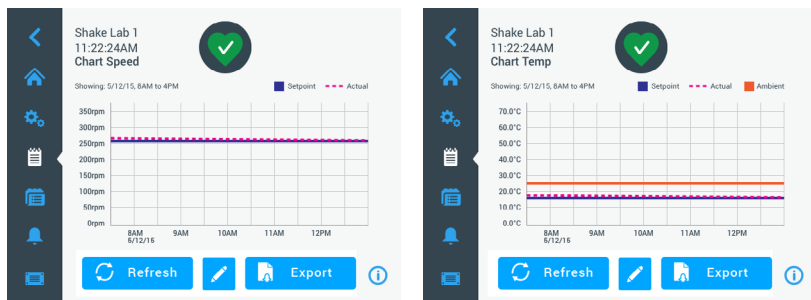 Shake Lab 1
11:22:24AM
Chart Speed
Showing: 5/12/15, 8AM to 4PM
Setpoint
Actual
350rpm
300rpm
250rpm
200rpm
150rpm
100rpm
50rpm
0rpm
8AM 9AM 10AM 11AM 12PM
5/12/15
Refresh
Export
Shake Lab 1
11:22:24AM
Chart Temp
Showing: 5/12/15, 8AM to 4PM
Setpoint
Actual
Ambient
70.0°C
60.0°C
50.0°C
40.0°C
30.0°C
20.0°C
10.0°C
0.0°C
8AM 9AM 10AM 11AM 12PM
5/12/15
Refresh
Export